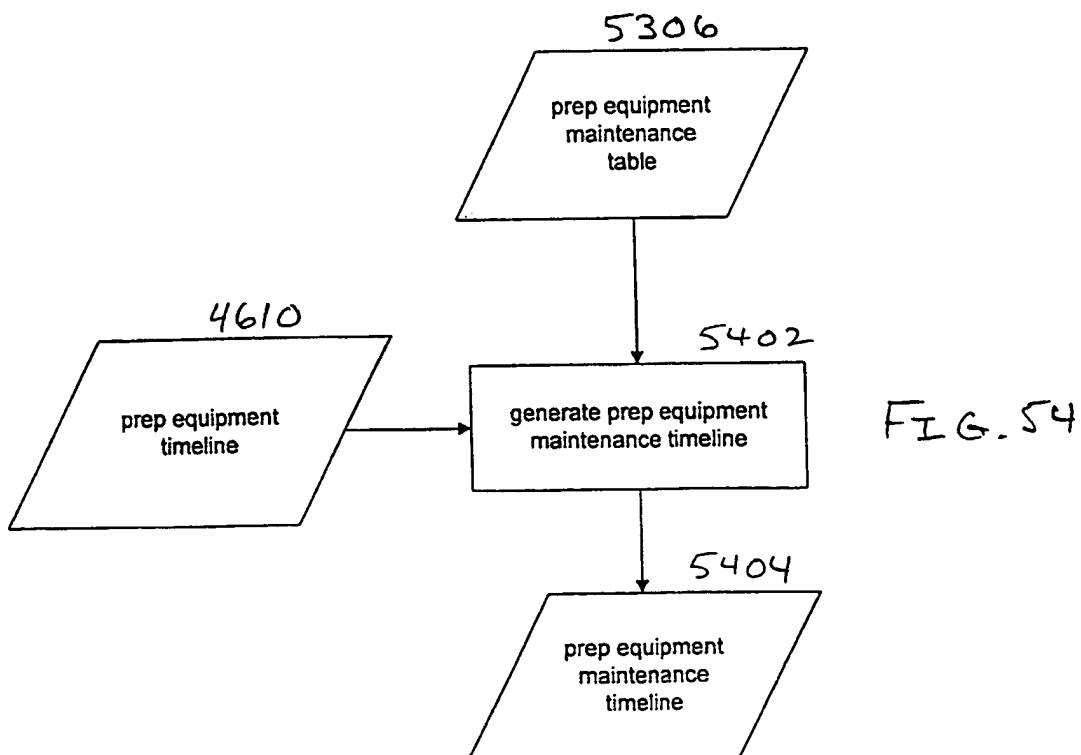 5306
prep equipment
maintenance
table
4610
prep equipment
timeline
5402
generate prep equipment
maintenance timeline
FIG. 54
5404
prep equipment
maintenance
timeline